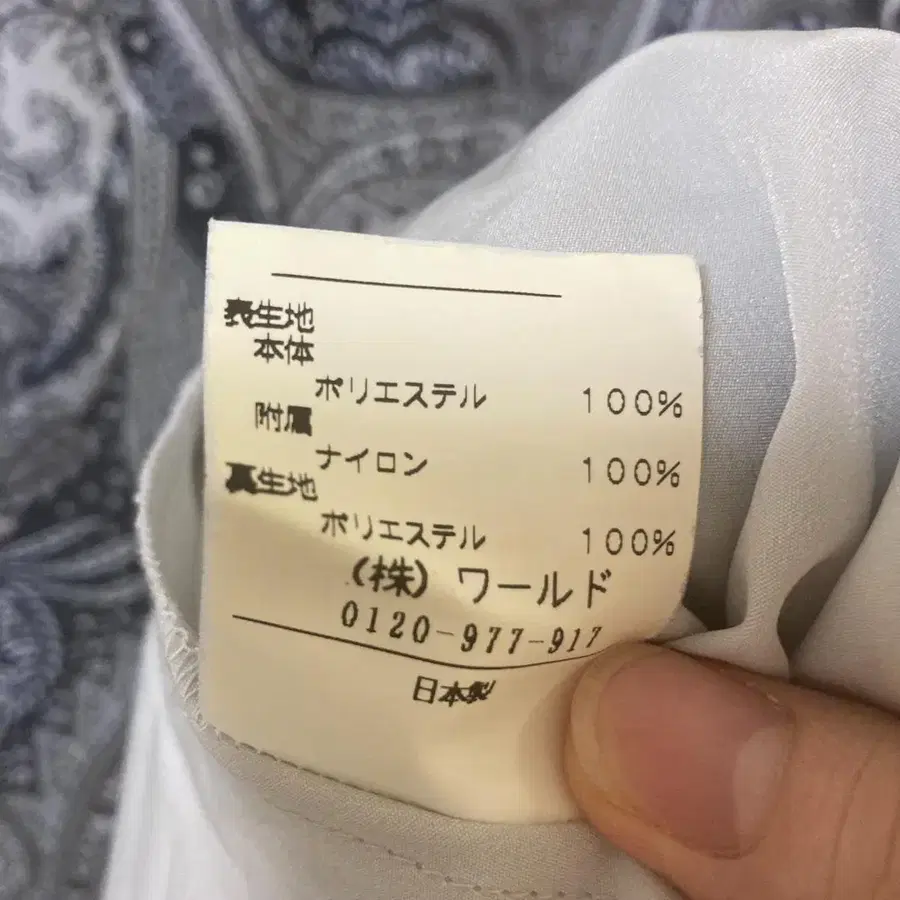 表生地
本体
ポリエステル 100%
附属
ナイロン 100%
裏生地
ポリエステル 100%
(株) ワールド
0120-977-917
日本製